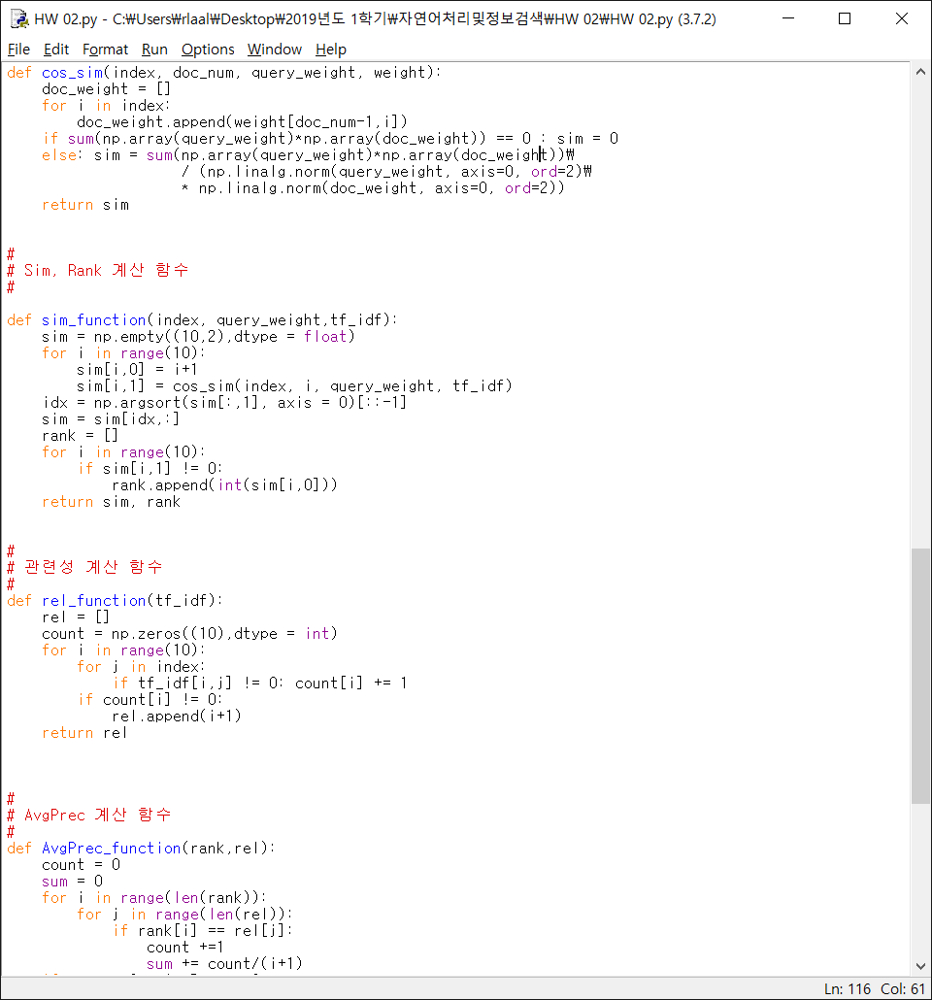 HW 02.py - C:₩Users₩rlaal₩Desktop₩2019년도 1학기₩자연어처리및정보검색₩HW 02₩HW 02.py (3.7.2)
File Edit Format Run Options Window Help
def cos_sim(index, doc_num, query_weight, weight):
    doc_weight = []
    for i in index:
        doc_weight.append(weight[doc_num-1,i])
    if sum(np.array(query_weight)*np.array(doc_weight)) == 0 : sim = 0
    else: sim = sum(np.array(query_weight)*np.array(doc_weight))₩
                    / (np.linalg.norm(query_weight, axis=0, ord=2)₩
                    * np.linalg.norm(doc_weight, axis=0, ord=2))
    return sim
#
# Sim, Rank 계산 함수
#
def sim_function(index, query_weight,tf_idf):
    sim = np.empty((10,2),dtype = float)
    for i in range(10):
        sim[i,0] = i+1
        sim[i,1] = cos_sim(index, i, query_weight, tf_idf)
    idx = np.argsort(sim[:,1], axis = 0)[::-1]
    sim = sim[idx,:]
    rank = []
    for i in range(10):
        if sim[i,1] != 0:
            rank.append(int(sim[i,0]))
    return sim, rank
#
# 관련성 계산 함수
#
def rel_function(tf_idf):
    rel = []
    count = np.zeros((10),dtype = int)
    for i in range(10):
        for j in index:
            if tf_idf[i,j] != 0: count[i] += 1
        if count[i] != 0:
            rel.append(i+1)
    return rel
#
# AvgPrec 계산 함수
#
def AvgPrec_function(rank,rel):
    count = 0
    sum = 0
    for i in range(len(rank)):
        for j in range(len(rel)):
            if rank[i] == rel[j]:
                count +=1
                sum += count/(i+1)
Ln: 116 Col: 61